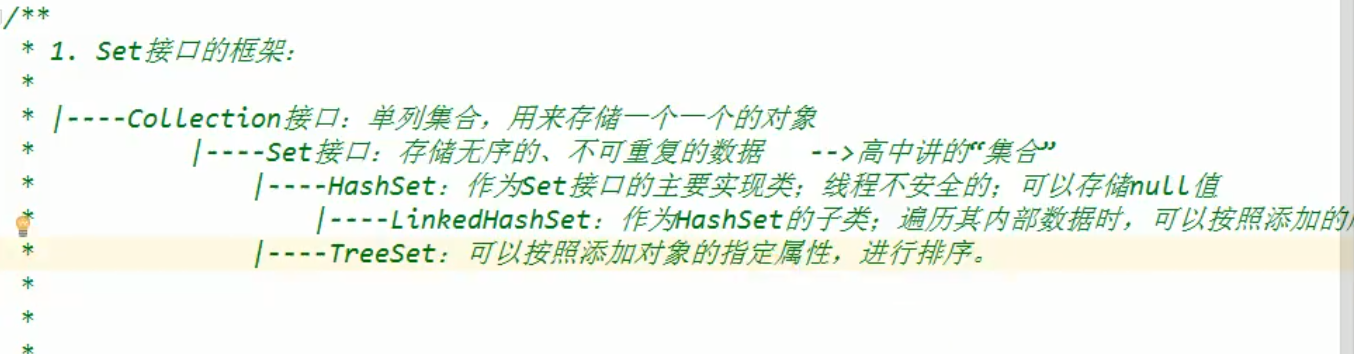 /**
* 1. Set接口的框架：
*
* |----Collection接口：单列集合，用来存储一个一个的对象
* |----Set接口：存储无序的、不可重复的数据 -->高中讲的“集合”
* |----HashSet：作为Set接口的主要实现类；线程不安全的；可以存储null值
* |----LinkedHashSet：作为HashSet的子类；遍历其内部数据时，可以按照添加的
* |----TreeSet：可以按照添加对象的指定属性，进行排序。
*
*
*